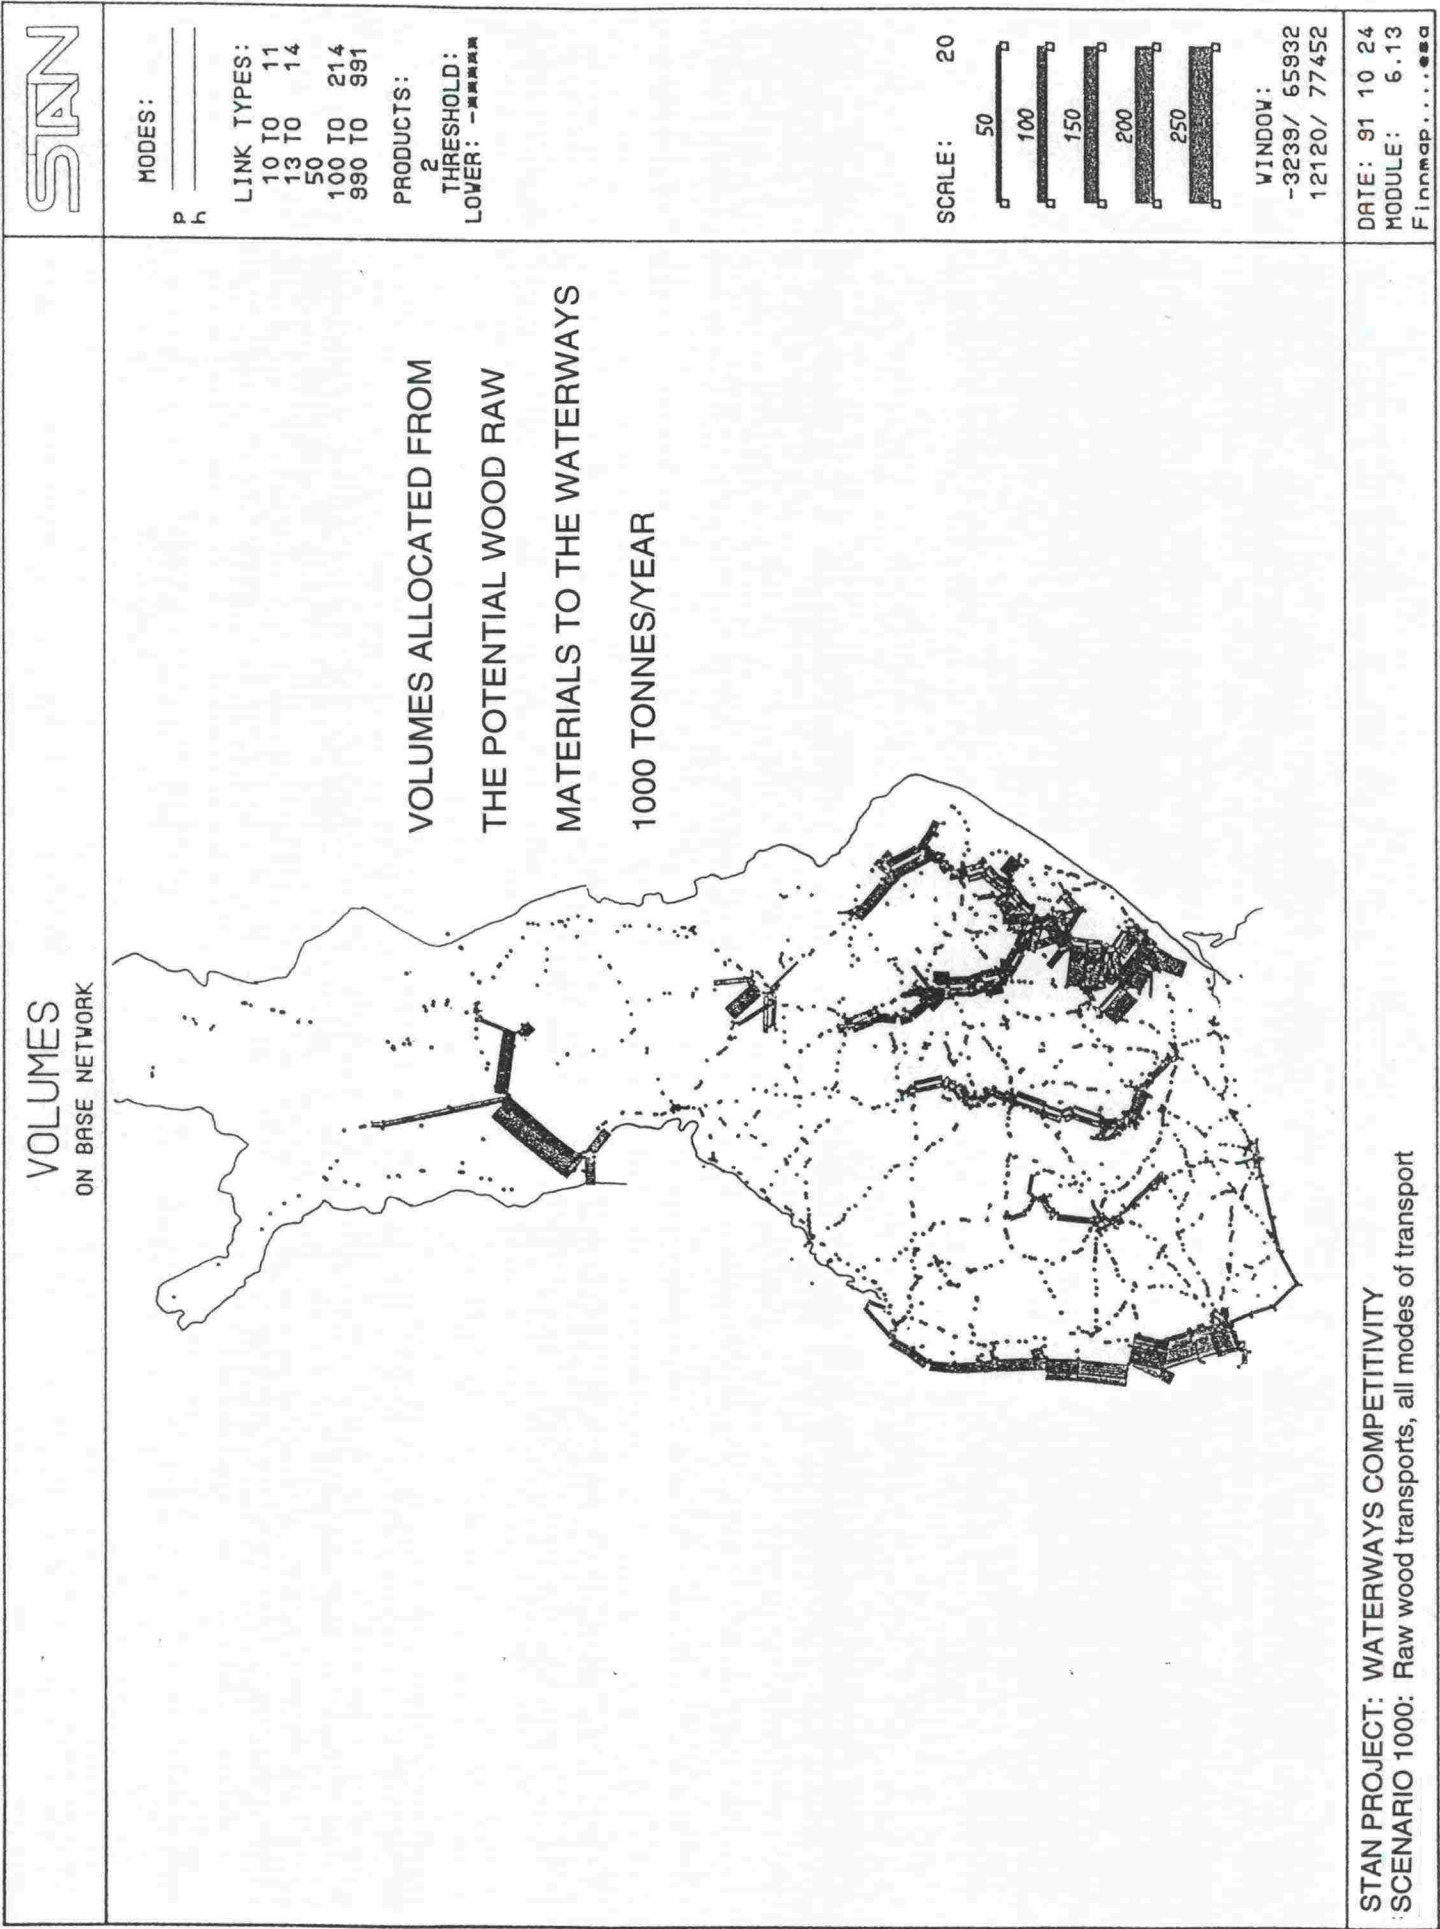 VOLUMES
ON BASE NETWORK
STAN
VOLUMES ALLOCATED FROM
THE POTENTIAL WOOD RAW
MATERIALS TO THE WATERWAYS
1000 TONNES/YEAR
MODES:
p
h
LINK TYPES:
10 TO 11
13 TO 14
50
100 TO 214
990 TO 991
PRODUCTS:
2
THRESHOLD:
LOWER: -******
SCALE: 20
50
100
150
200
250
WINDOW:
-3239/ 65932
12120/ 77452
STAN PROJECT: WATERWAYS COMPETITIVITY
SCENARIO 1000: Raw wood transports, all modes of transport
DATE: 91 10 24
MODULE: 6.13
Finnmap....esa